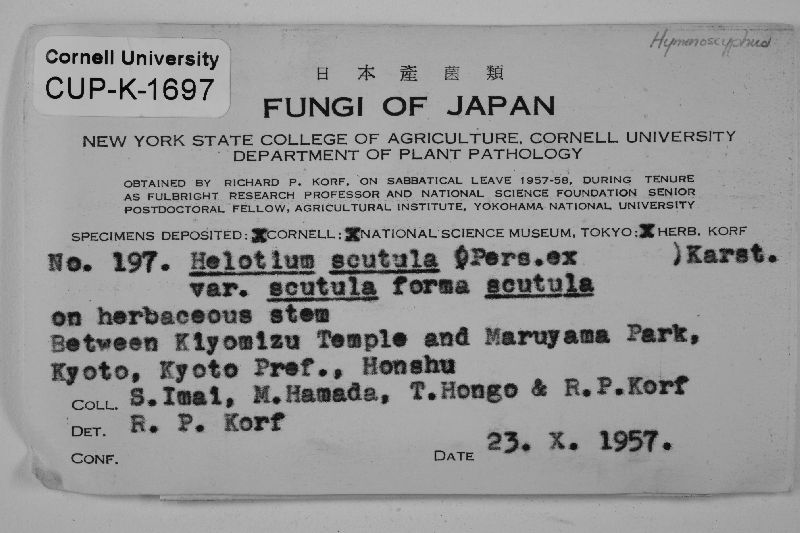 Hymenoscyphus
Cornell University
CUP-K-1697
日本產菌類
FUNGI OF JAPAN
NEW YORK STATE COLLEGE OF AGRICULTURE, CORNELL UNIVERSITY
DEPARTMENT OF PLANT PATHOLOGY
OBTAINED BY RICHARD P. KORF, ON SABBATICAL LEAVE 1957-58, DURING TENURE
AS FULBRIGHT RESEARCH PROFESSOR AND NATIONAL SCIENCE FOUNDATION SENIOR
POSTDOCTORAL FELLOW, AGRICULTURAL INSTITUTE, YOKOHAMA NATIONAL UNIVERSITY
SPECIMENS DEPOSITED: X CORNELL; X NATIONAL SCIENCE MUSEUM, TOKYO; X HERB. KORF
No. 197. Helotium scutula (Pers.ex )Karst.
var. scutula forma scutula
on herbaceous stem
Between Kiyomizu Temple and Maruyama Park,
Kyoto, Kyoto Pref., Honshu
COLL. S.Imai, M.Hamada, T.Hongo & R.P.Korf
DET. R. P. Korf
CONF. DATE 23. X. 1957.